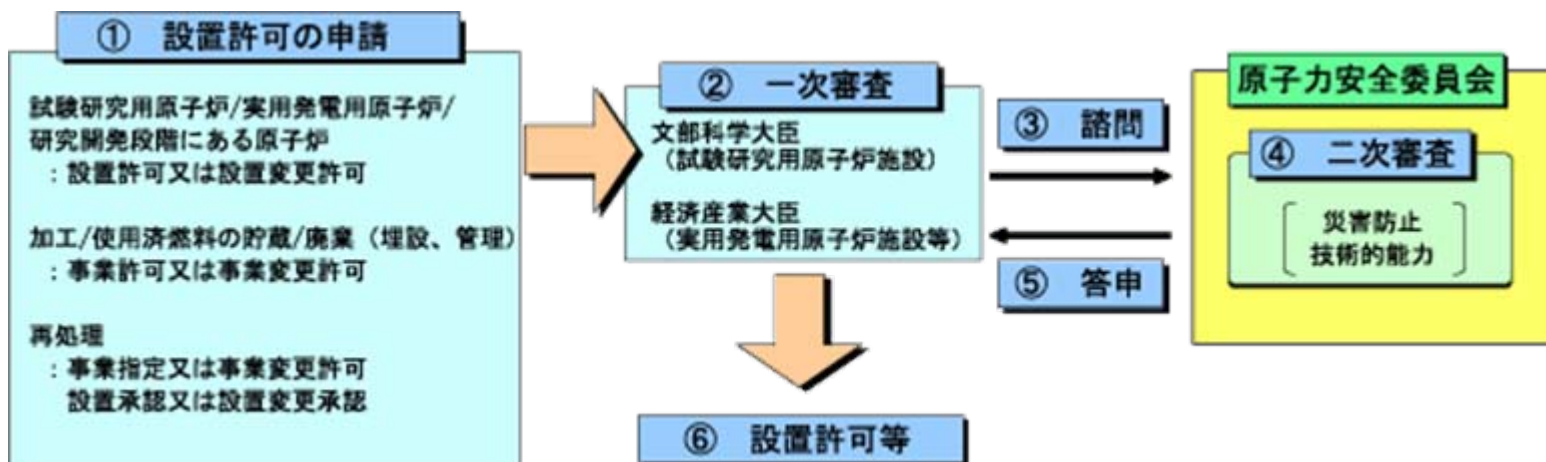 ① 設置許可の申請
試験研究用原子炉/実用発電用原子炉/
研究開発段階にある原子炉
：設置許可又は設置変更許可
加工/使用済燃料の貯蔵/廃棄（埋設、管理）
：事業許可又は事業変更許可
再処理
：事業指定又は事業変更許可
設置承認又は設置変更承認
② 一次審査
文部科学大臣
（試験研究用原子炉施設）
経済産業大臣
（実用発電用原子炉施設等）
③ 諮問
原子力安全委員会
④ 二次審査
災害防止
技術的能力
⑤ 答申
⑥ 設置許可等